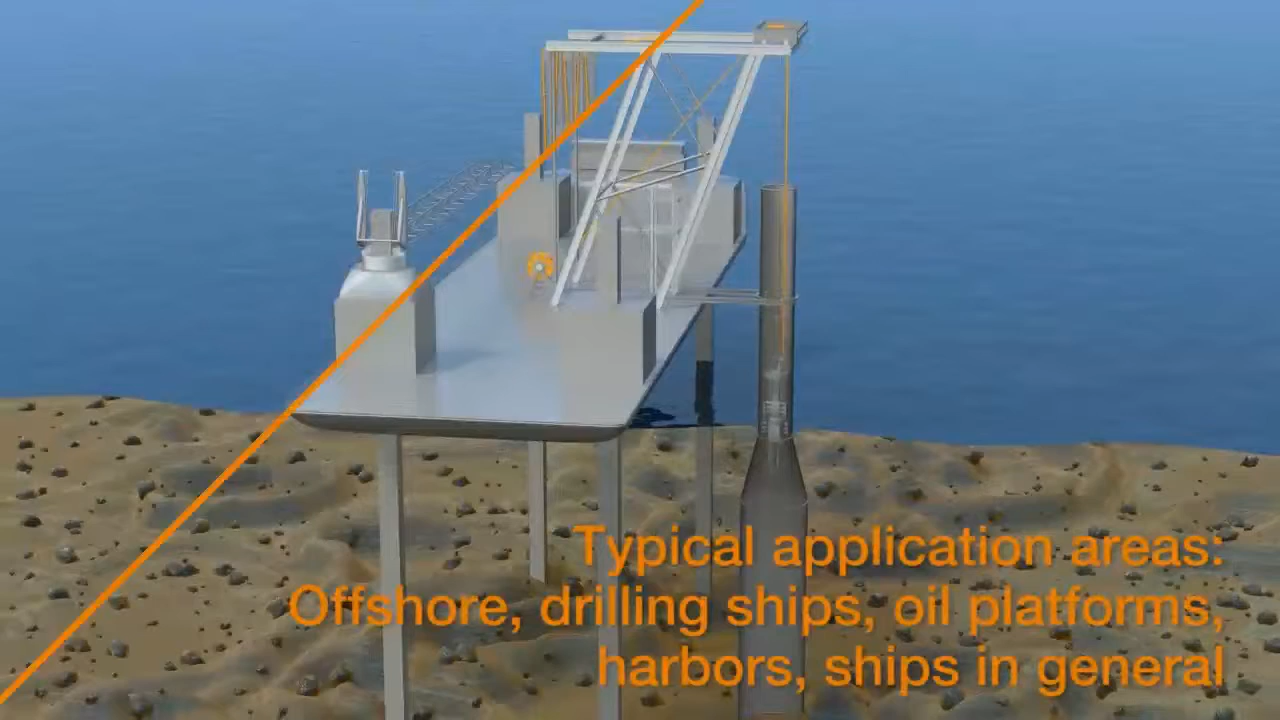 Typical application areas:
Offshore, drilling ships, oil platforms,
harbors, ships in general